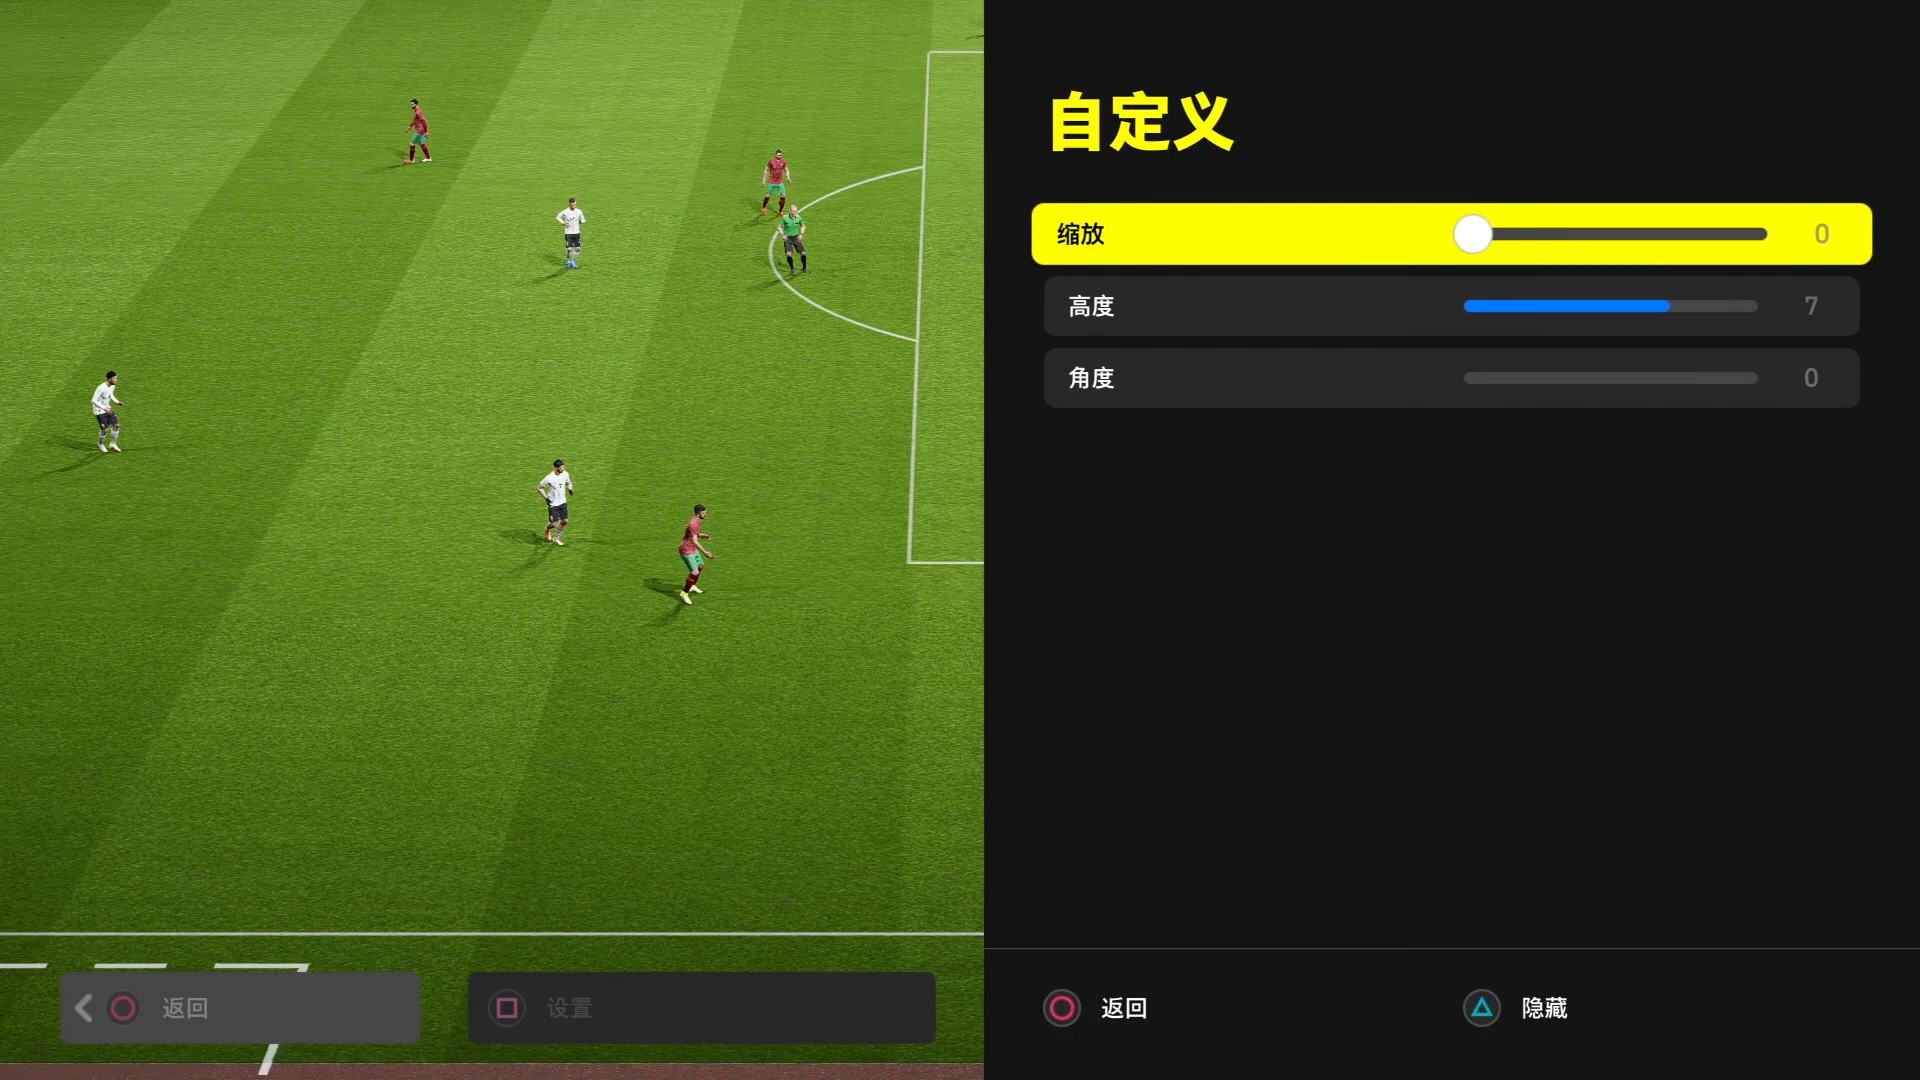 自定义
缩放 0
高度 7
角度 0
返回
设置
返回
隐藏